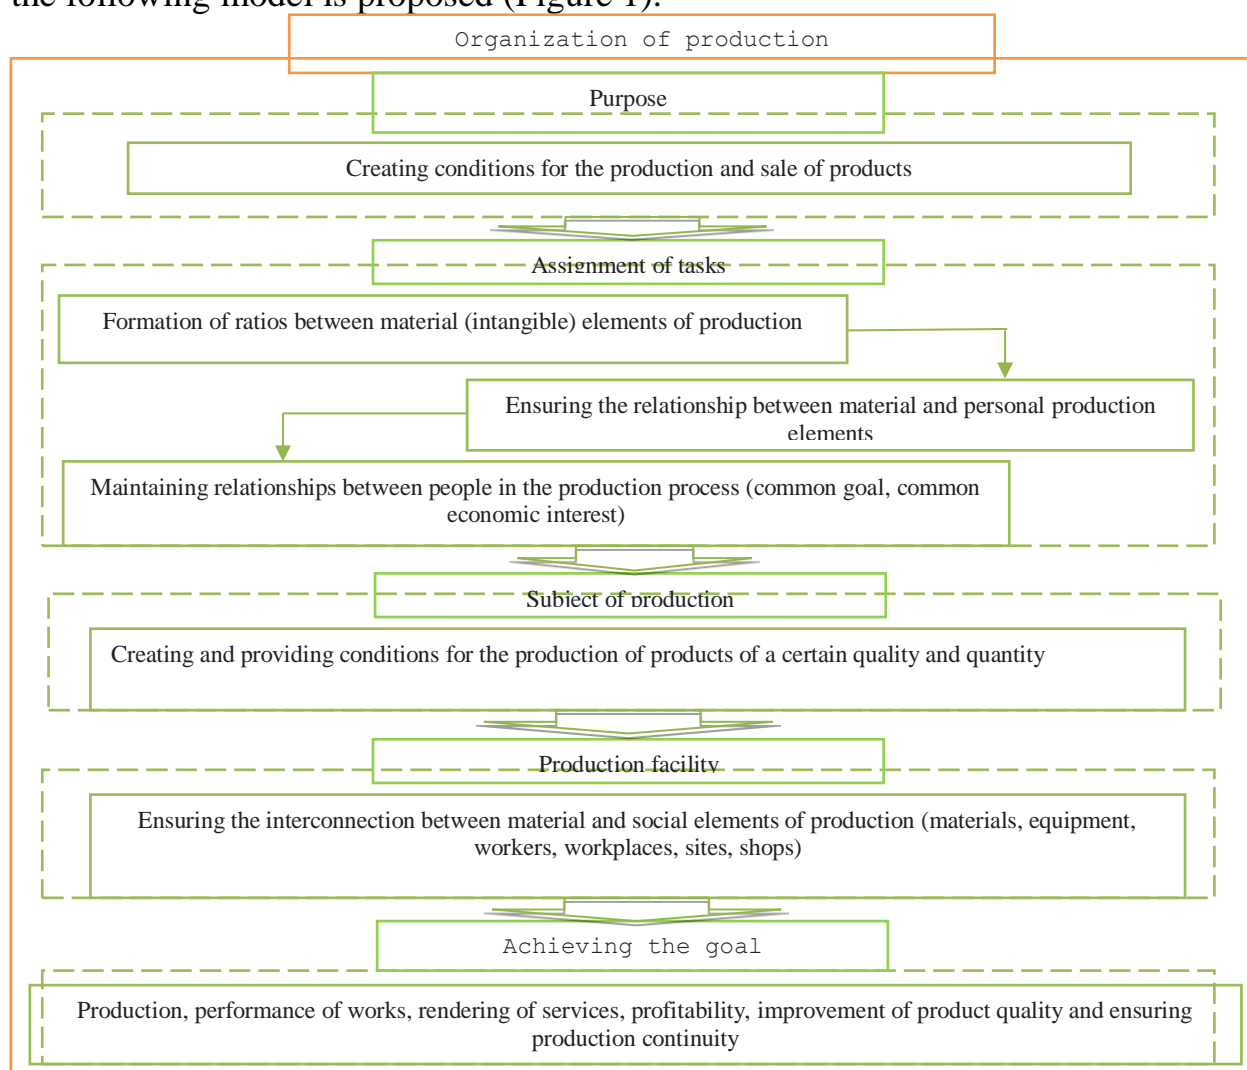 the following model is proposed (Figure 1).
Organization of production
Purpose
Creating conditions for the production and sale of products
Assignment of tasks
Formation of ratios between material (intangible) elements of production
Ensuring the relationship between material and personal production
elements
Maintaining relationships between people in the production process (common goal, common
economic interest)
Subject of production
Creating and providing conditions for the production of products of a certain quality and quantity
Production facility
Ensuring the interconnection between material and social elements of production (materials, equipment,
workers, workplaces, sites, shops)
Achieving the goal
Production, performance of works, rendering of services, profitability, improvement of product quality and ensuring
production continuity